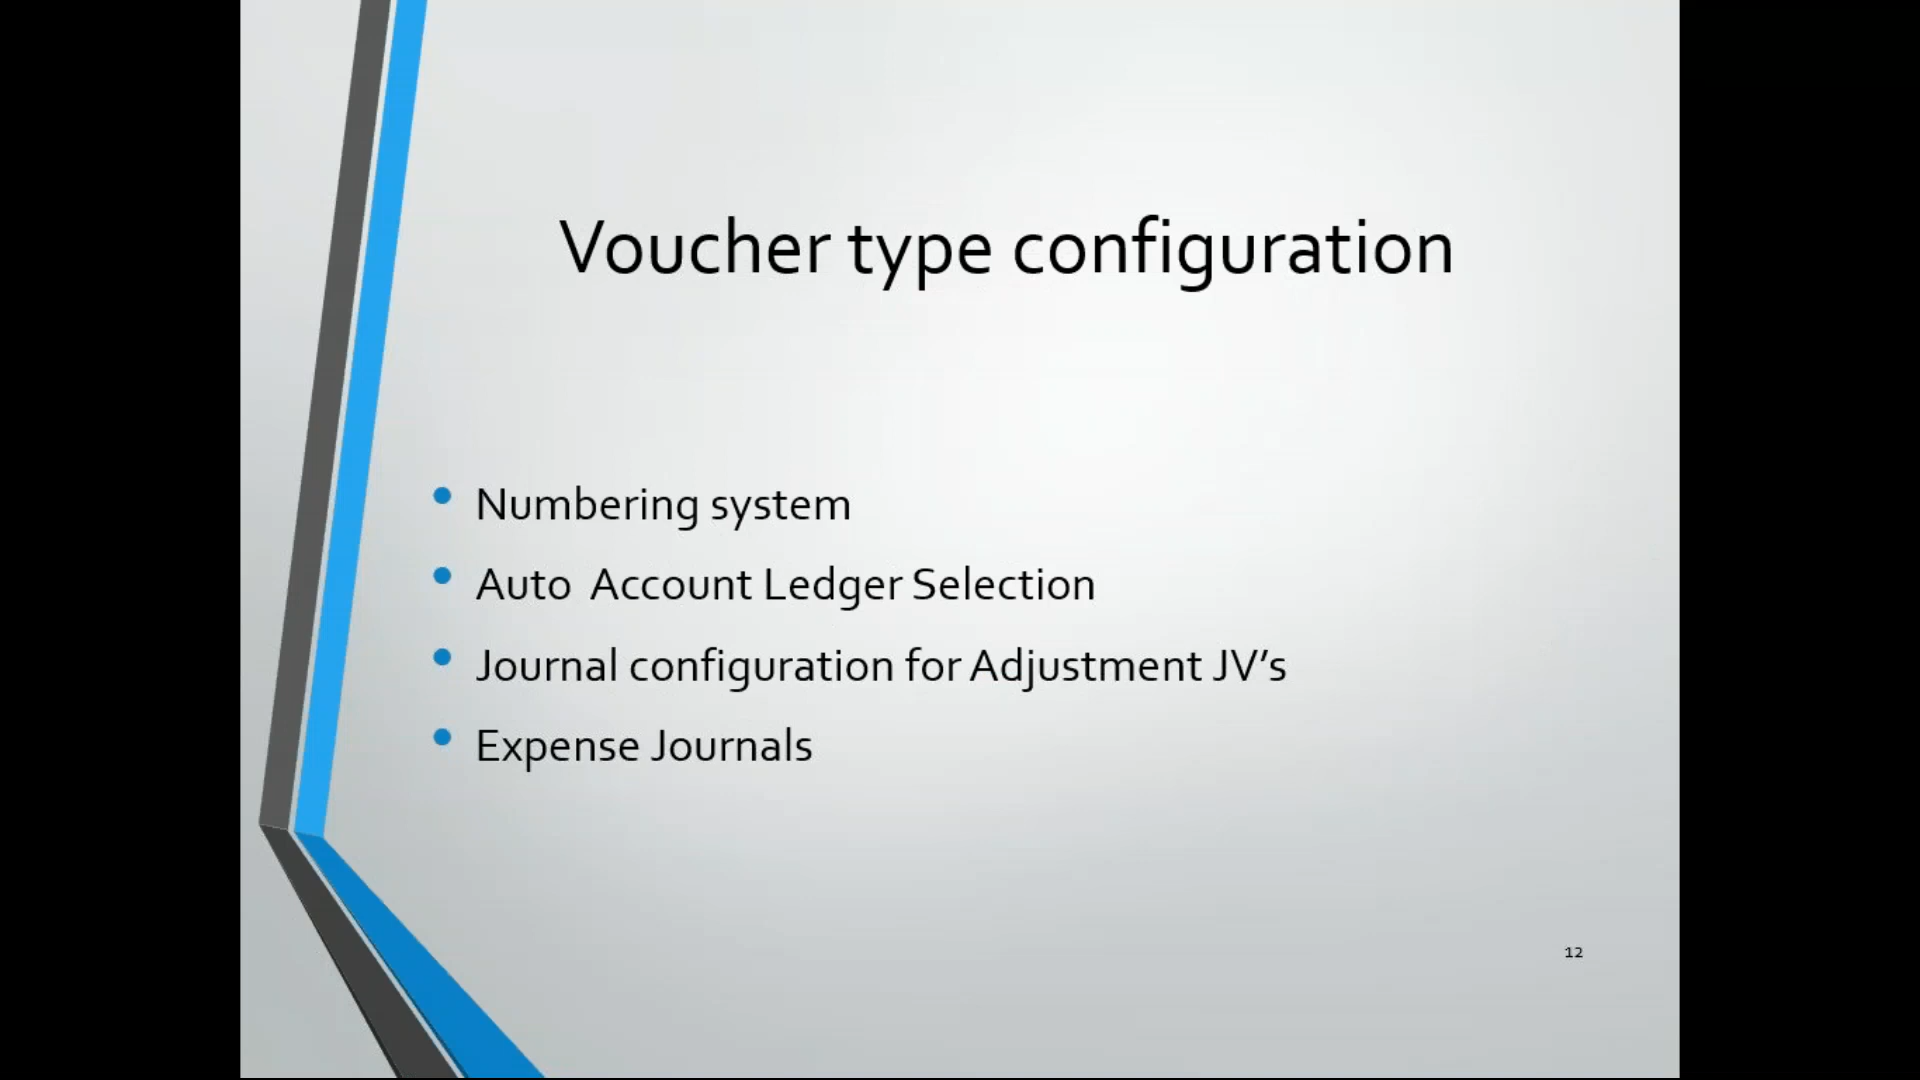 Voucher type configuration
Numbering system
Auto  Account Ledger Selection
Journal configuration for Adjustment JV’s
Expense Journals
12